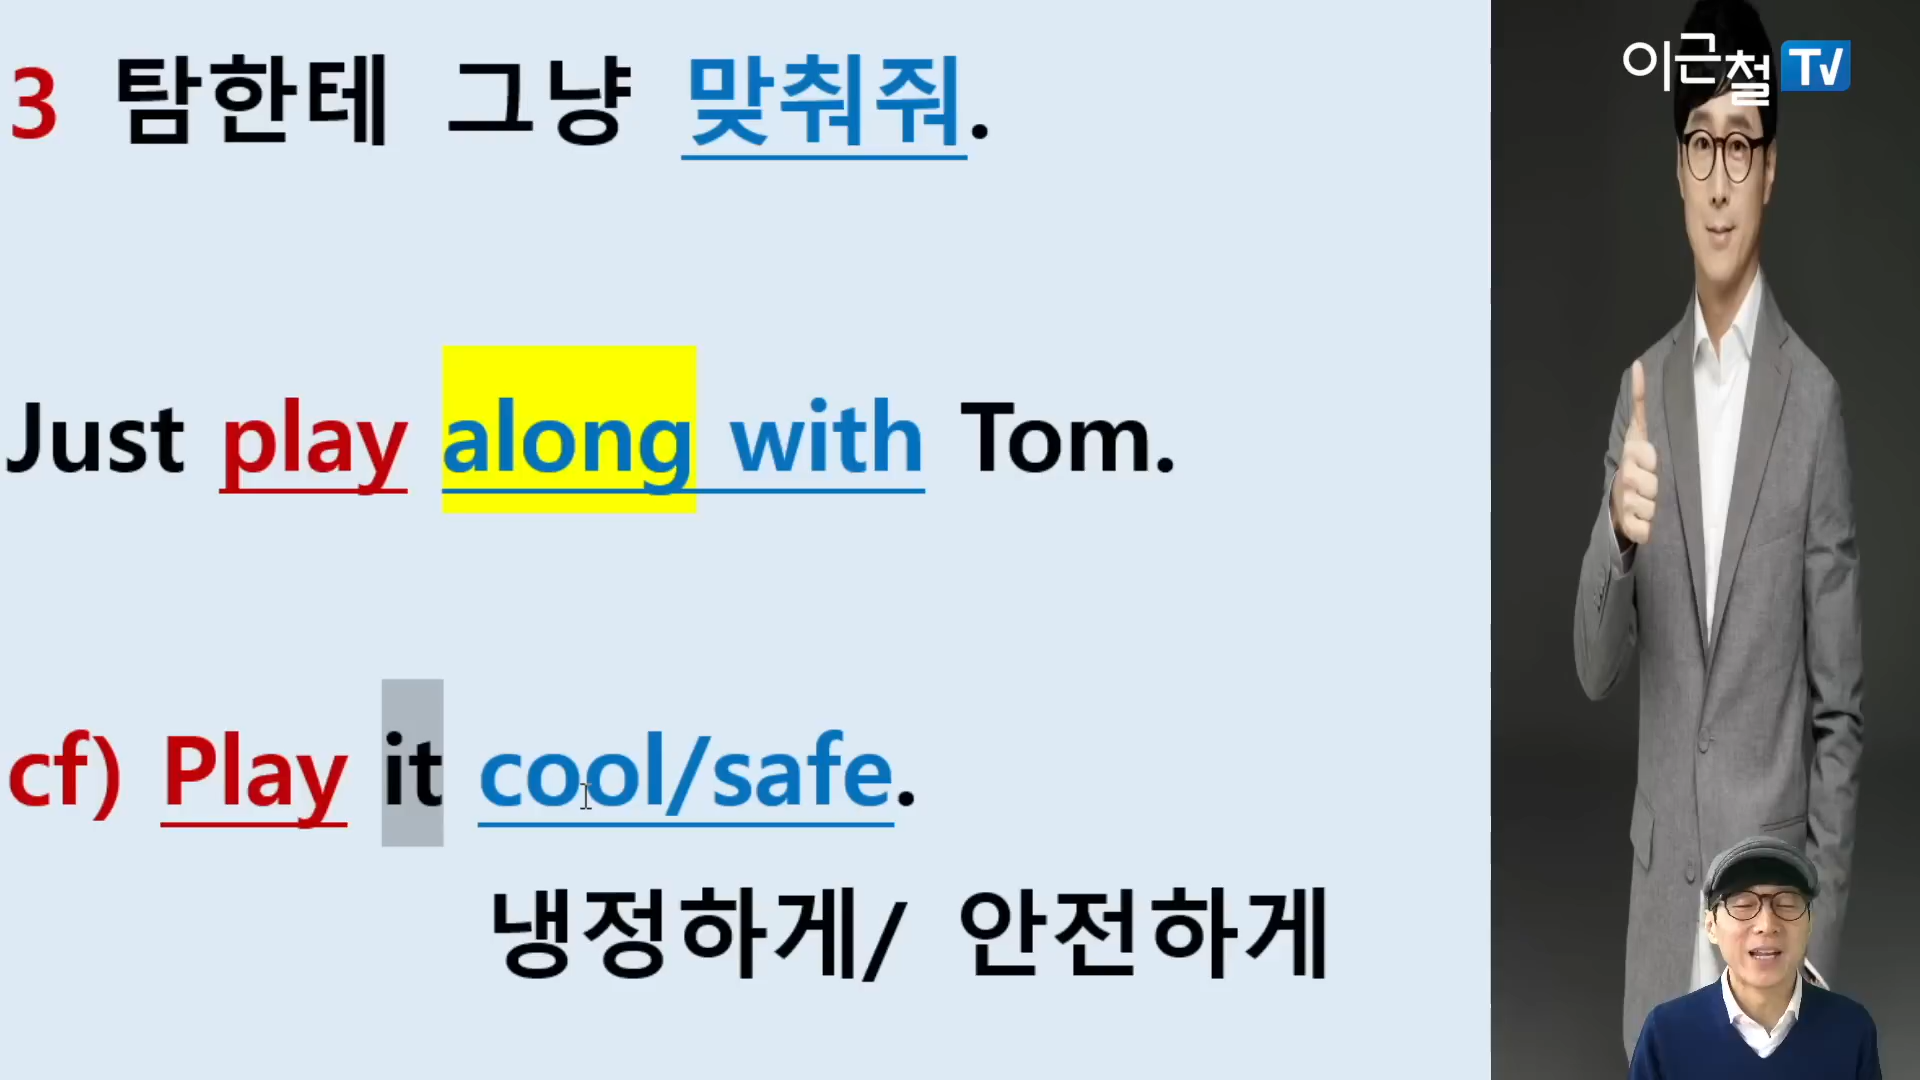 3 탐한테 그냥 맞춰줘.
이근철 TV
Just play along with Tom.
cf) Play it cool/safe.
냉정하게/ 안전하게